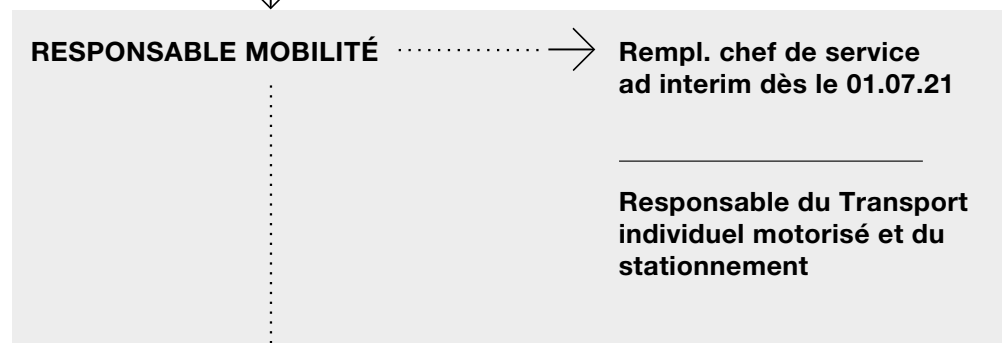 RESPONSABLE MOBILITÉ
Rempl. chef de service
ad interim dès le 01.07.21
Responsable du Transport
individuel motorisé et du
stationnement